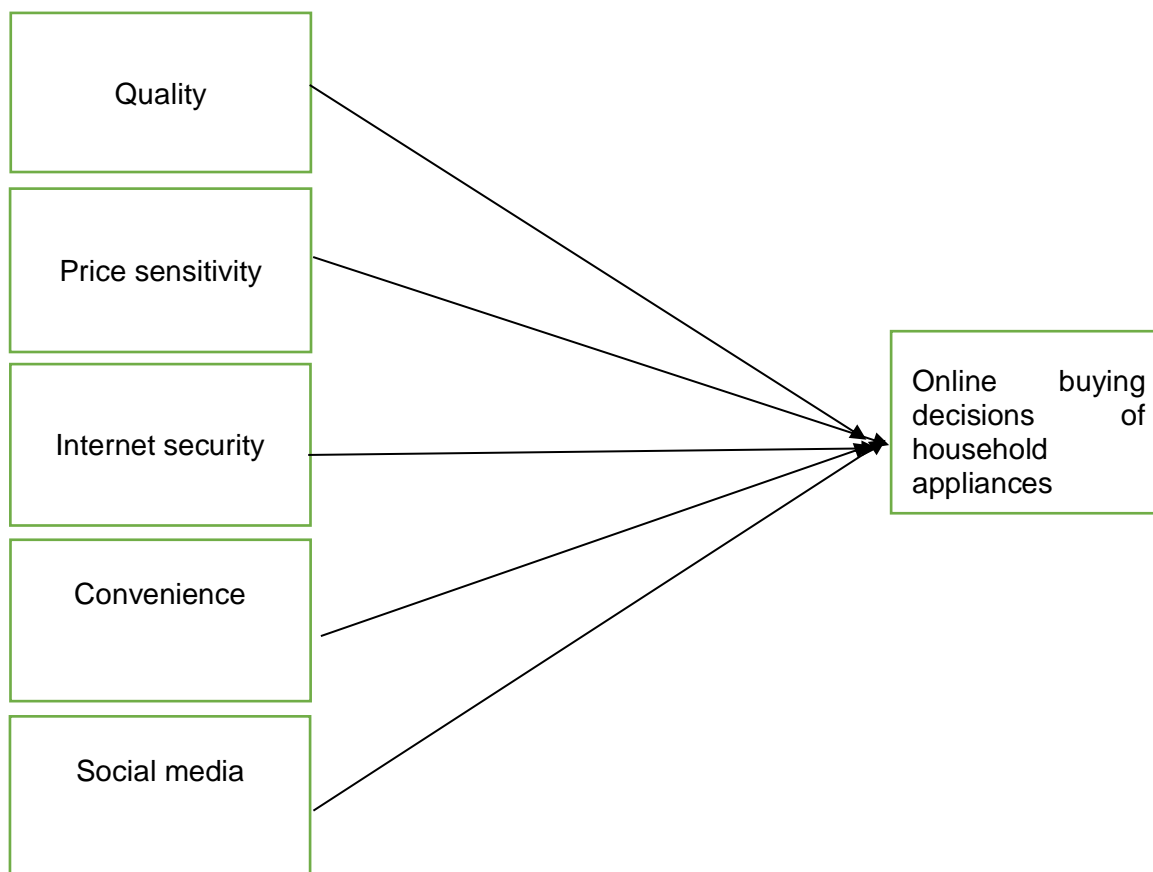 Quality
Price sensitivity
Internet security
Convenience
Social media
Online buying
decisions of
household
appliances